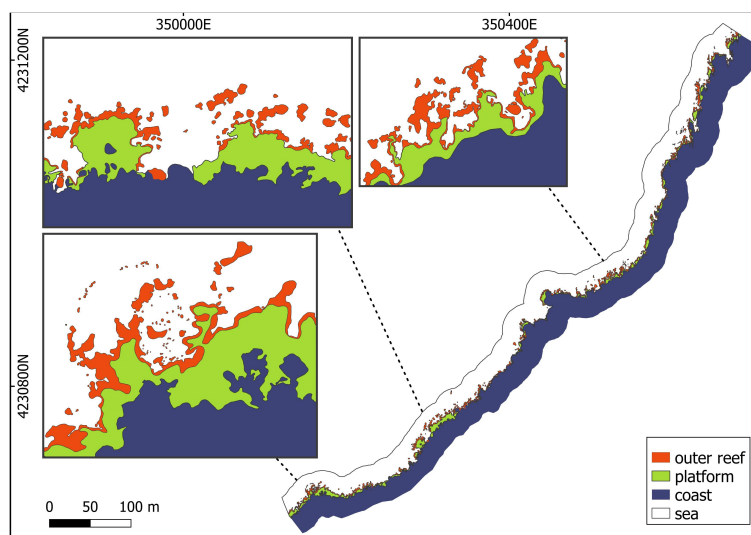 350000E
350400E
4231200N
4230800N
outer reef
platform
coast
sea
0 50 100 m